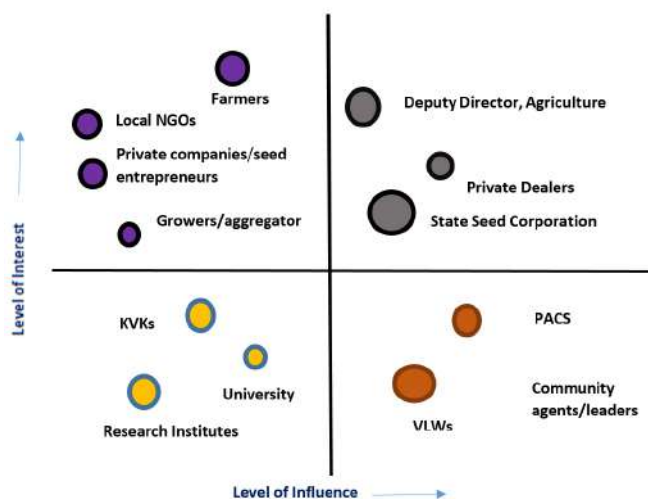 Farmers
Local NGOs
Private companies/seed
entrepreneurs
Growers/aggregator
Deputy Director, Agriculture
Private Dealers
State Seed Corporation
Level of Interest
KVKs
University
Research Institutes
PACS
Community
agents/leaders
VLWs
Level of Influence